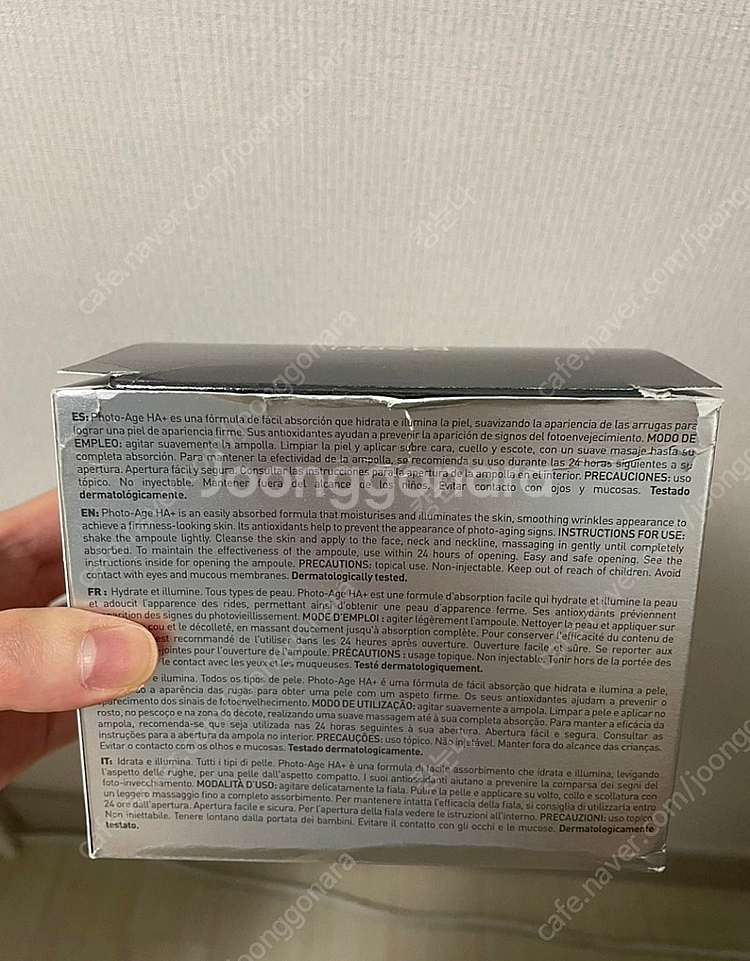 ES: Photo-Age HA+ es una fórmula de fácil absorción que hidrata e ilumina la piel, suavizando la apariencia de las arrugas para
lograr una piel de apariencia firme. Sus antioxidantes ayudan a prevenir la aparición de signos del fotoenvejecimiento. MODO DE
EMPLEO: agitar suavemente la ampolla. Limpiar la piel y aplicar sobre cara, cuello y escote, con un suave masaje hasta su
completa absorción. Para mantener la efectividad de la ampolla, se recomienda su uso durante las 24 horas siguientes a su
apertura. Apertura fácil y segura. Consultar las instrucciones para la apertura de la ampolla en el interior. PRECAUCIONES: uso
tópico. No inyectable. Mantener fuera del alcance de los niños. Evitar contacto con ojos y mucosas. Testado
dermatológicamente.
EN: Photo-Age HA+ is an easily absorbed formula that moisturises and illuminates the skin, smoothing wrinkles appearance to
achieve a firmness-looking skin. Its antioxidants help to prevent the appearance of photo-aging signs. INSTRUCTIONS FOR USE:
shake the ampoule lightly. Cleanse the skin and apply to the face, neck and neckline, massaging in gently until completely
absorbed. To maintain the effectiveness of the ampoule, use within 24 hours of opening. Easy and safe opening. See the
instructions inside for opening the ampoule. PRECAUTIONS: topical use. Non-injectable. Keep out of reach of children. Avoid
contact with eyes and mucous membranes. Dermatologically tested.
FR: Hydrate et illumine. Tous types de peau. Photo-Age HA+ est une formule d'absorption facile qui hydrate et illumine la peau
et adoucit l'apparence des rides, permettant ainsi d'obtenir une peau d'apparence ferme. Ses antioxydants préviennent
des signes du photovieillissement. MODE D'EMPLOI : agiter légèrement l'ampoule. Nettoyer la peau et appliquer sur
cou et le décolleté, en massant doucement jusqu'à absorption complète. Pour conserver l'efficacité du contenu de
est recommandé de l'utiliser dans les 24 heures après ouverture. Ouverture facile et sûre. Se reporter aux
jointes pour l'ouverture de l'ampoule. PRÉCAUTIONS : usage topique. Non injectable. Tenir hors de la portée des
le contact avec les yeux et les muqueuses. Testé dermatologiquement.
e illumina. Todos os tipos de pele. Photo-Age HA+ é uma fórmula de fácil absorção que hidrata e illumina a pele,
a aparência das rugas para obter uma pele com um aspeto firme. Os seus antioxidantes ajudam a prevenir o
aparecimento dos sinais de fotoenvelhecimento. MODO DE UTILIZAÇÃO: agitar suavemente a ampola. Limpar a pele e aplicar no
rosto, no pescoço e na zona do decote, realizando uma suave massagem até à sua completa absorção. Para manter a eficácia da
ampola, recomenda-se que seja utilizada nas 24 horas seguintes à sua abertura. Abertura fácil e segura. Consultar as
instruções para a abertura da ampola no interior. PRECAUÇÕES: uso tópico. Não injetável. Manter fora do alcance das crianças.
Evitar o contacto com os olhos e mucosas. Testado dermatologicamente.
IT: Idrata e illumina. Tutti i tipi di pelle. Photo-Age HA+ è una formula di facile assorbimento che idrata e illumina, levigando
l'aspetto delle rughe, per una pelle dall'aspetto compatto. I suoi antiossidanti aiutano a prevenire la comparsa dei segni del
foto-invecchiamento. MODALITÀ D'USO: agitare delicatamente la fiala. Pulire la pelle e applicare su volto, collo e scollatura con
un leggero massaggio fino a completo assorbimento. Per mantenere intatta l'efficacia della fiala, si consiglia di utilizzarla entro
24 ore dall'apertura. Apertura facile e sicura. Per l'apertura della fiala vedere le istruzioni all'interno. PRECAUZIONI: uso topico.
Non iniettabile. Tenere lontano dalla portata dei bambini. Evitare il contatto con gli occhi e le mucose. Dermatologicamente
testato.
Joonggonara
cafe.naver.com/joonggonara